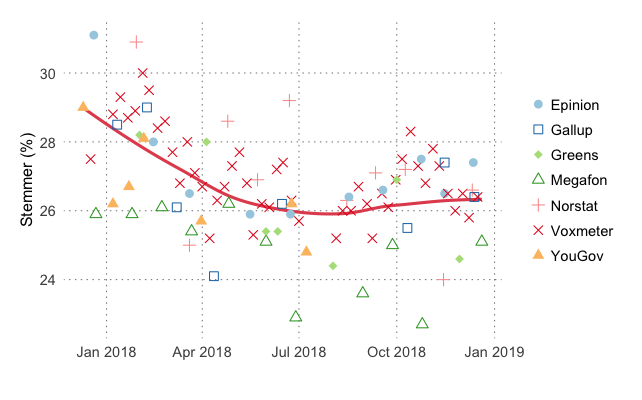 Stemmer (%)
30
28
26
24
Jan 2018
Apr 2018
Jul 2018
Oct 2018
Jan 2019
Epinion
Gallup
Greens
Megafon
Norstat
Voxmeter
YouGov